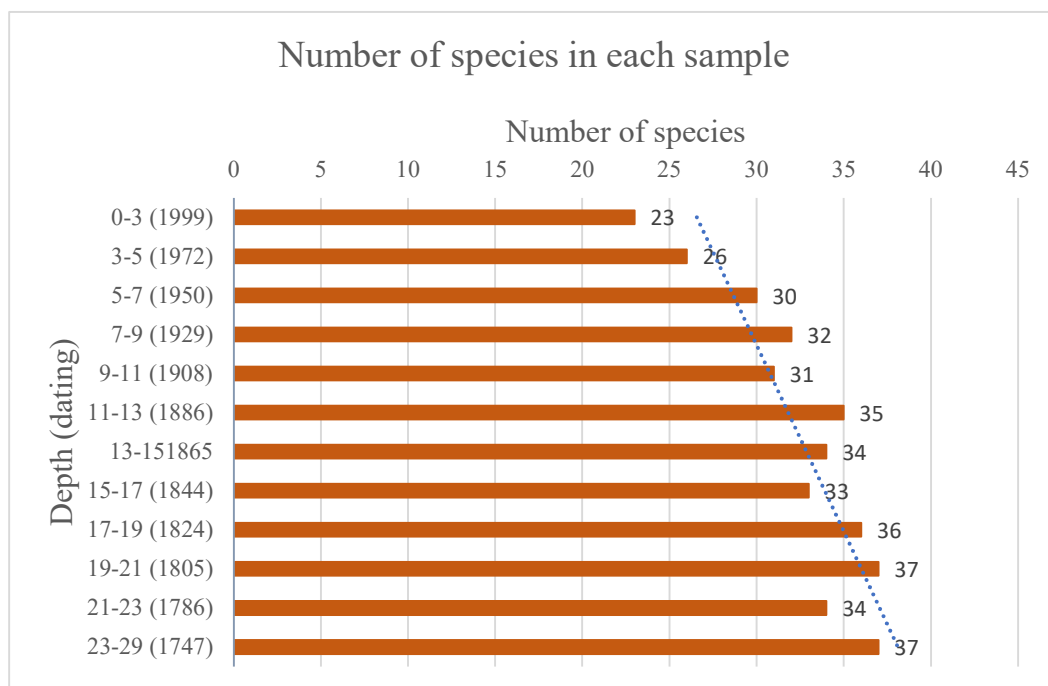 Number of species in each sample
Number of species
0 5 10 15 20 25 30 35 40 45
Depth (dating)
0-3 (1999) 23
3-5 (1972) 26
5-7 (1950) 30
7-9 (1929) 32
9-11 (1908) 31
11-13 (1886) 35
13-151865 34
15-17 (1844) 33
17-19 (1824) 36
19-21 (1805) 37
21-23 (1786) 34
23-29 (1747) 37